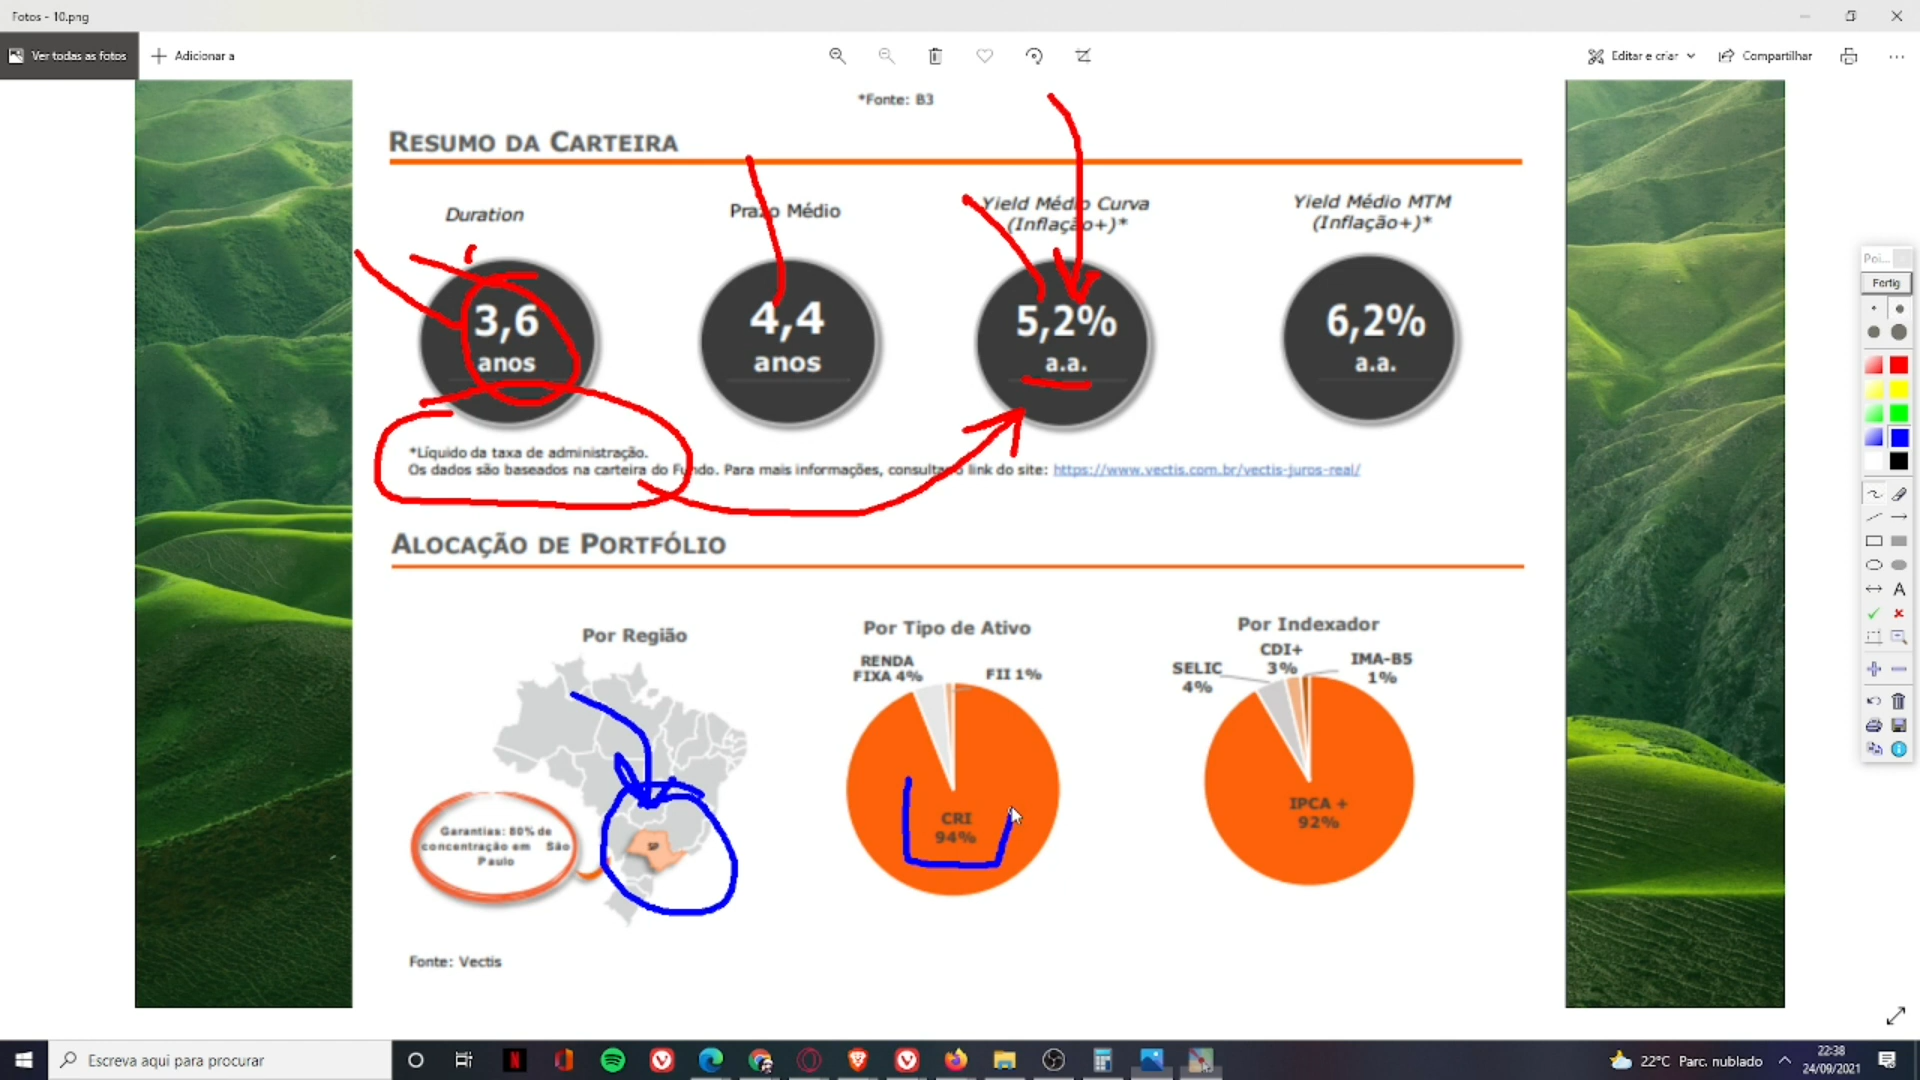 Fotos - 10.png
Ver todas as fotos
Adicionar a
Editar e criar
Compartilhar
*Fonte: B3
RESUMO DA CARTEIRA
Duration
Prazo Médio
Yield Médio Curva
(Inflação+)*
Yield Médio MTM
(Inflação+)*
3,6
anos
4,4
anos
5,2%
a.a.
6,2%
a.a.
*Líquido da taxa de administração.
Os dados são baseados na carteira do Fundo. Para mais informações, consultar o link do site: https://www.vectis.com.br/vectis-juros-real/
ALOCAÇÃO DE PORTFÓLIO
Por Região
Garantias: 80% de
concentração em São
Paulo
SP
Por Tipo de Ativo
RENDA
FIXA 4%
FII 1%
CRI
94%
Por Indexador
SELIC
4%
CDI+
3%
IMA-B5
1%
IPCA +
92%
Fonte: Vectis
Poi...
Fertig
A
Escreva aqui para procurar
22°C Parc. nublado
22:38
24/09/2021